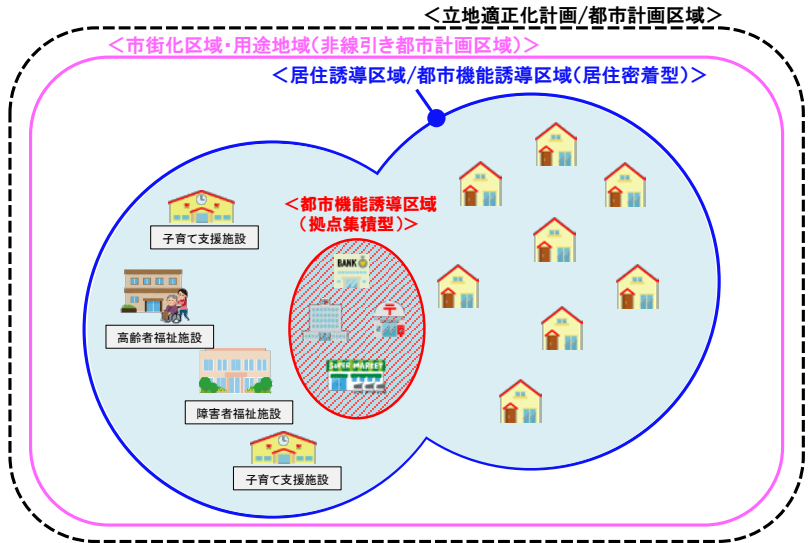 ＜立地適正化計画/都市計画区域＞
＜市街化区域・用途地域（非線引き都市計画区域）＞
＜居住誘導区域/都市機能誘導区域（居住密着型）＞
＜都市機能誘導区域
（拠点集積型）＞
子育て支援施設
BANK
高齢者福祉施設
SUPER MARKET
障害者福祉施設
子育て支援施設